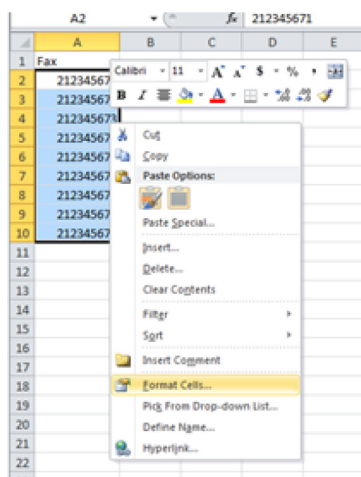 A2 fx 212345671
A B C D E
1 Fax
2 21234567
3 21234567
4 212345673
5 21234567
6 21234567
7 21234567
8 21234567
9 21234567
10 21234567
11
12
13
14
15
16
17
18
19
20
21
22
Calibri 11 A A $ % ,
B I A
Cut
Copy
Paste Options:
Paste Special...
Insert...
Delete...
Clear Contents
Filter
Sort
Insert Comment
Format Cells...
Pick From Drop-down List...
Define Name...
Hyperlink...